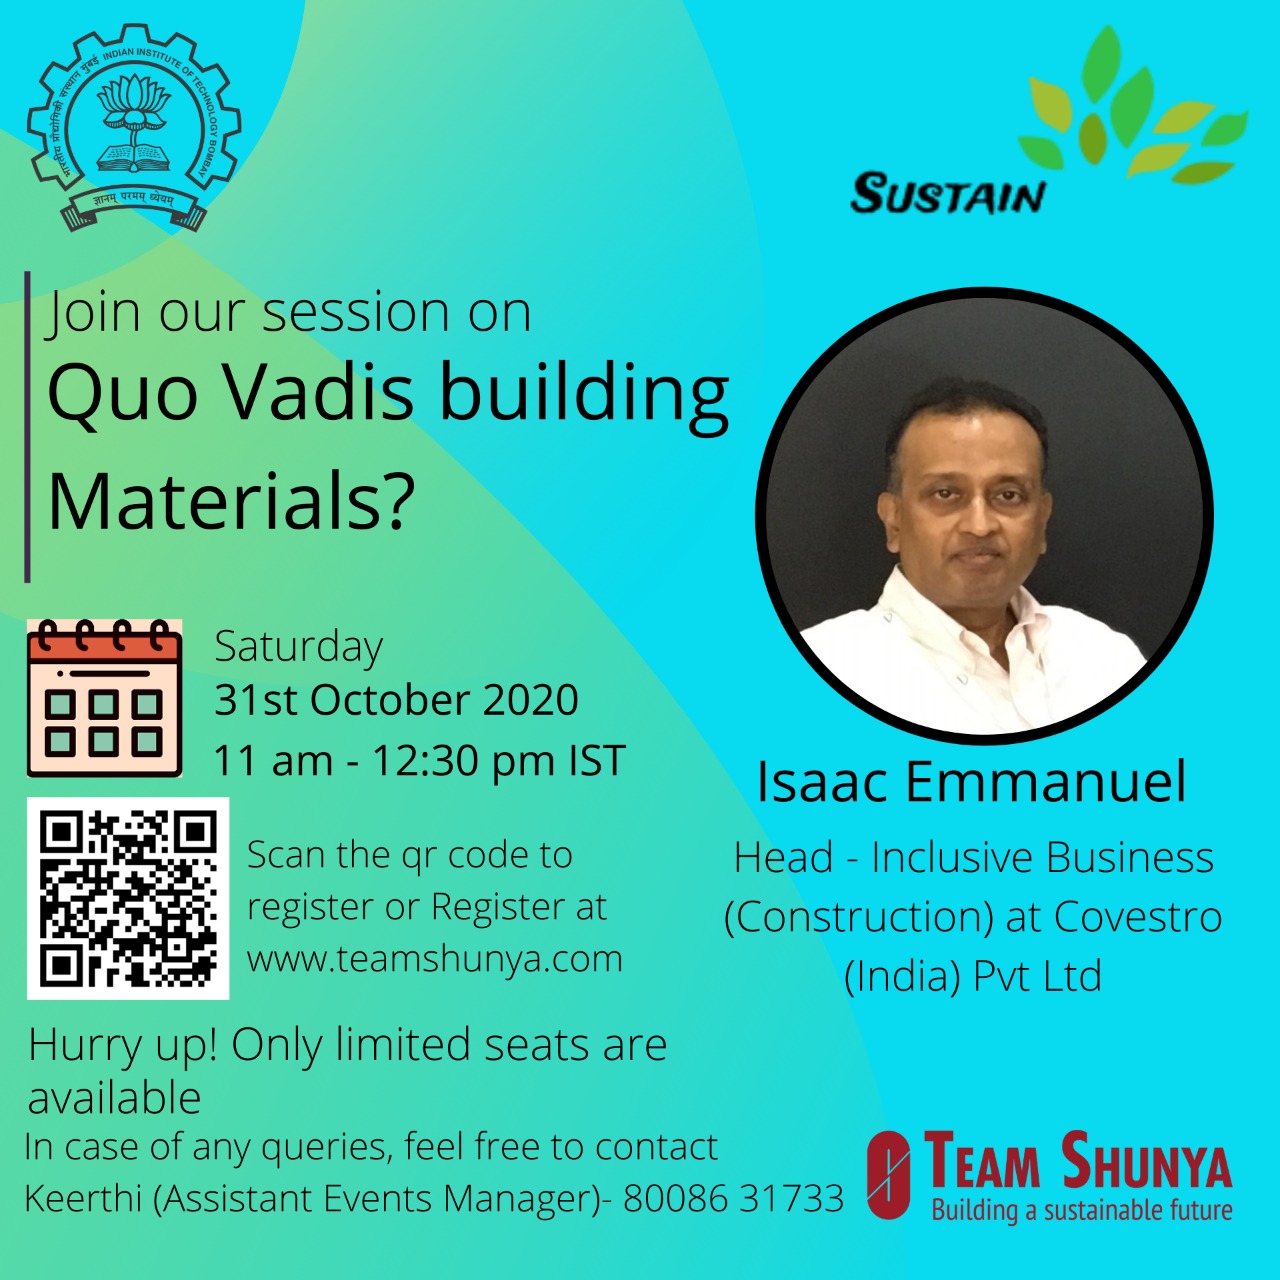 भारतीय प्रौद्योगिकी संस्थान मुंबई INDIAN INSTITUTE OF TECHNOLOGY BOMBAY
ज्ञानम् परमम् ध्येयम्
SUSTAIN
Join our session on
Quo Vadis building
Materials?
Saturday
31st October 2020
11 am - 12:30 pm IST
Scan the qr code to
register or Register at
www.teamshunya.com
Isaac Emmanuel
Head - Inclusive Business
(Construction) at Covestro
(India) Pvt Ltd
Hurry up! Only limited seats are
available
In case of any queries, feel free to contact
Keerthi (Assistant Events Manager)- 80086 31733
TEAM SHUNYA
Building a sustainable future